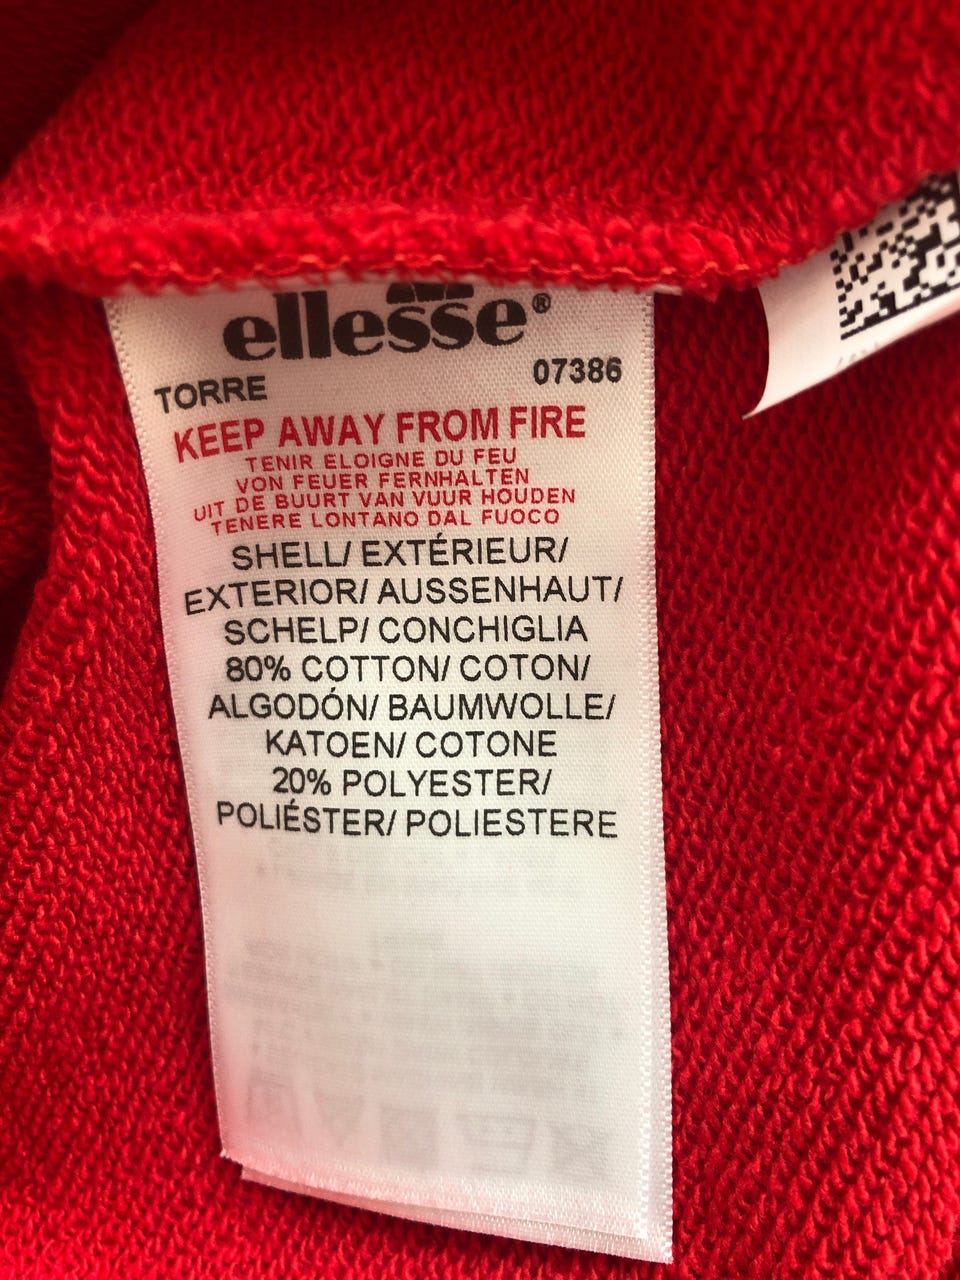 ellesse®
TORRE 07386
KEEP AWAY FROM FIRE
TENIR ELOIGNE DU FEU
VON FEUER FERNHALTEN
UIT DE BUURT VAN VUUR HOUDEN
TENERE LONTANO DAL FUOCO
SHELL/ EXTÉRIEUR/
EXTERIOR/ AUSSENHAUT/
SCHELP/ CONCHIGLIA
80% COTTON/ COTON/
ALGODÓN/ BAUMWOLLE/
KATOEN/ COTONE
20% POLYESTER/
POLIÉSTER/ POLIESTERE